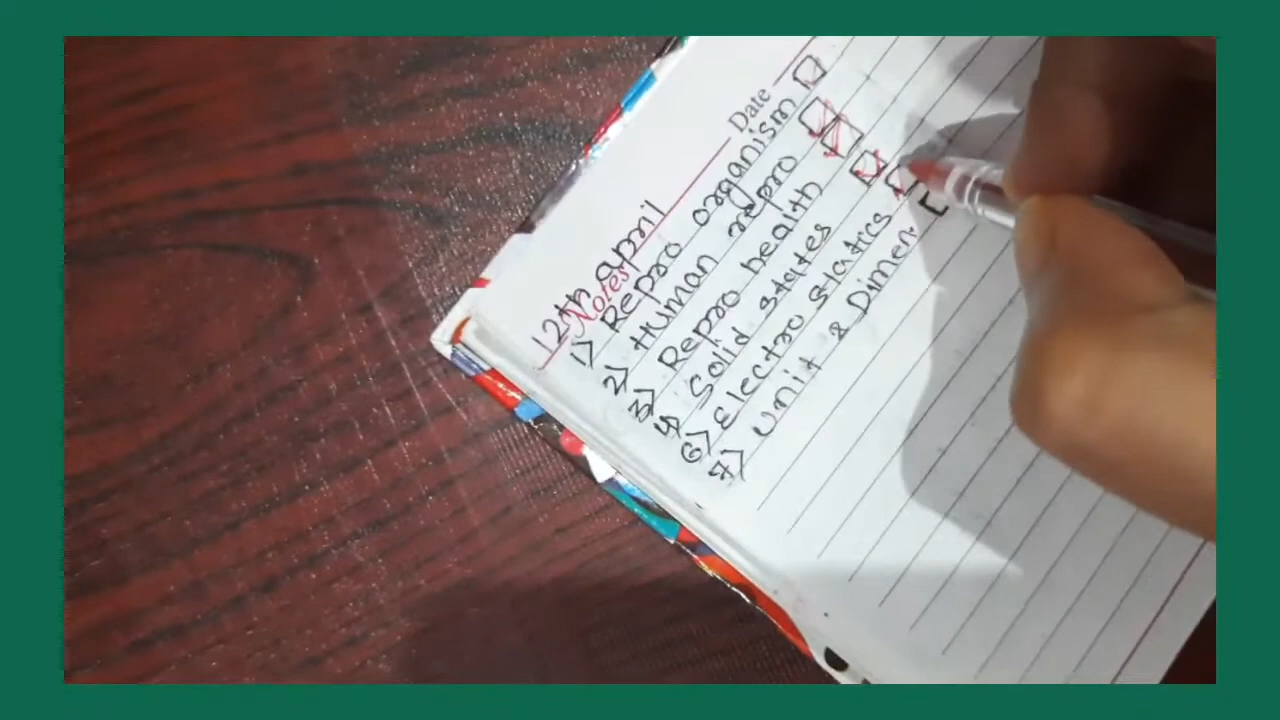 Date
12th april
Notes
1) Repro organism
2) Human repro
3) Repro health
4) Solid states
6) Electro statics
7) Unit & Dimen.